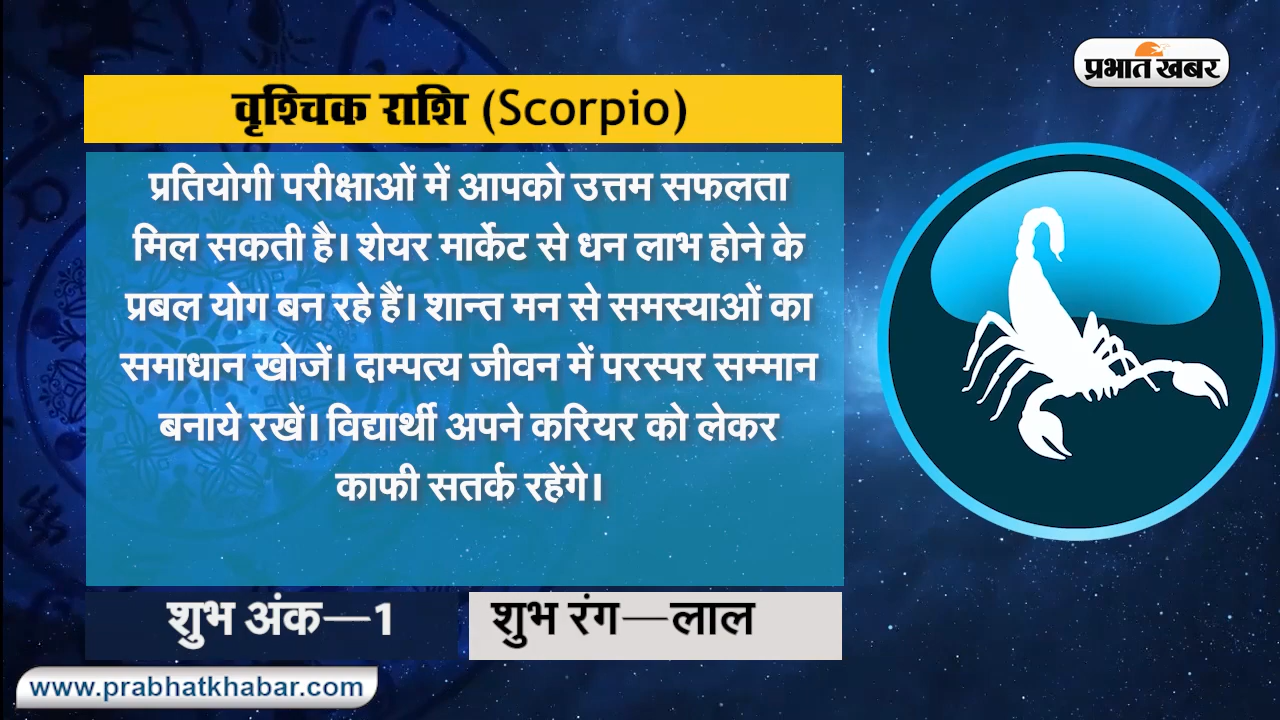 प्रभात खबर
वृश्चिक राशि (Scorpio)
प्रतियोगी परीक्षाओं में आपको उत्तम सफलता
मिल सकती है। शेयर मार्केट से धन लाभ होने के
प्रबल योग बन रहे हैं। शान्त मन से समस्याओं का
समाधान खोजें। दाम्पत्य जीवन में परस्पर सम्मान
बनाये रखें। विद्यार्थी अपने करियर को लेकर
काफी सतर्क रहेंगे।
शुभ अंक—1
शुभ रंग—लाल
www.prabhatkhabar.com